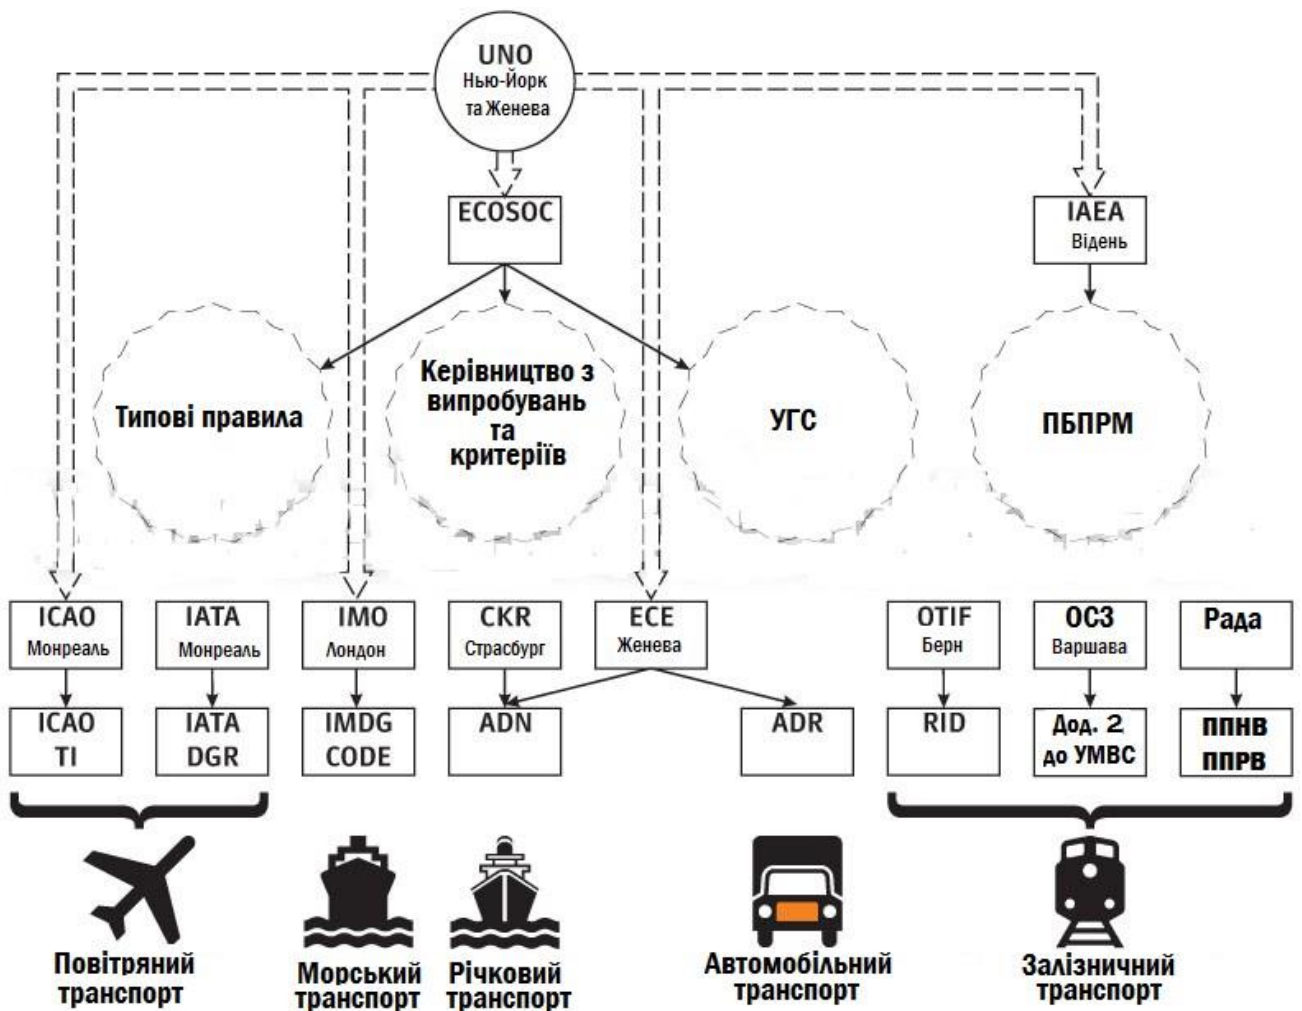 UNO
Нью-Йорк
та Женева
ECOSOC
IAEA
Відень
Типові правила
Керівництво з
випробувань
та
критеріїв
УГС
ПБПРМ
ICAO
Монреаль
IATA
Монреаль
IMO
Лондон
CKR
Страсбург
ECE
Женева
OTIF
Берн
ОСЗ
Варшава
Рада
ICAO
TI
IATA
DGR
IMDG
CODE
ADN
ADR
RID
Дод. 2
до УМВС
ППНВ
ППРВ
Повітряний
транспорт
Морський
транспорт
Річковий
транспорт
Автомобільний
транспорт
Залізничний
транспорт